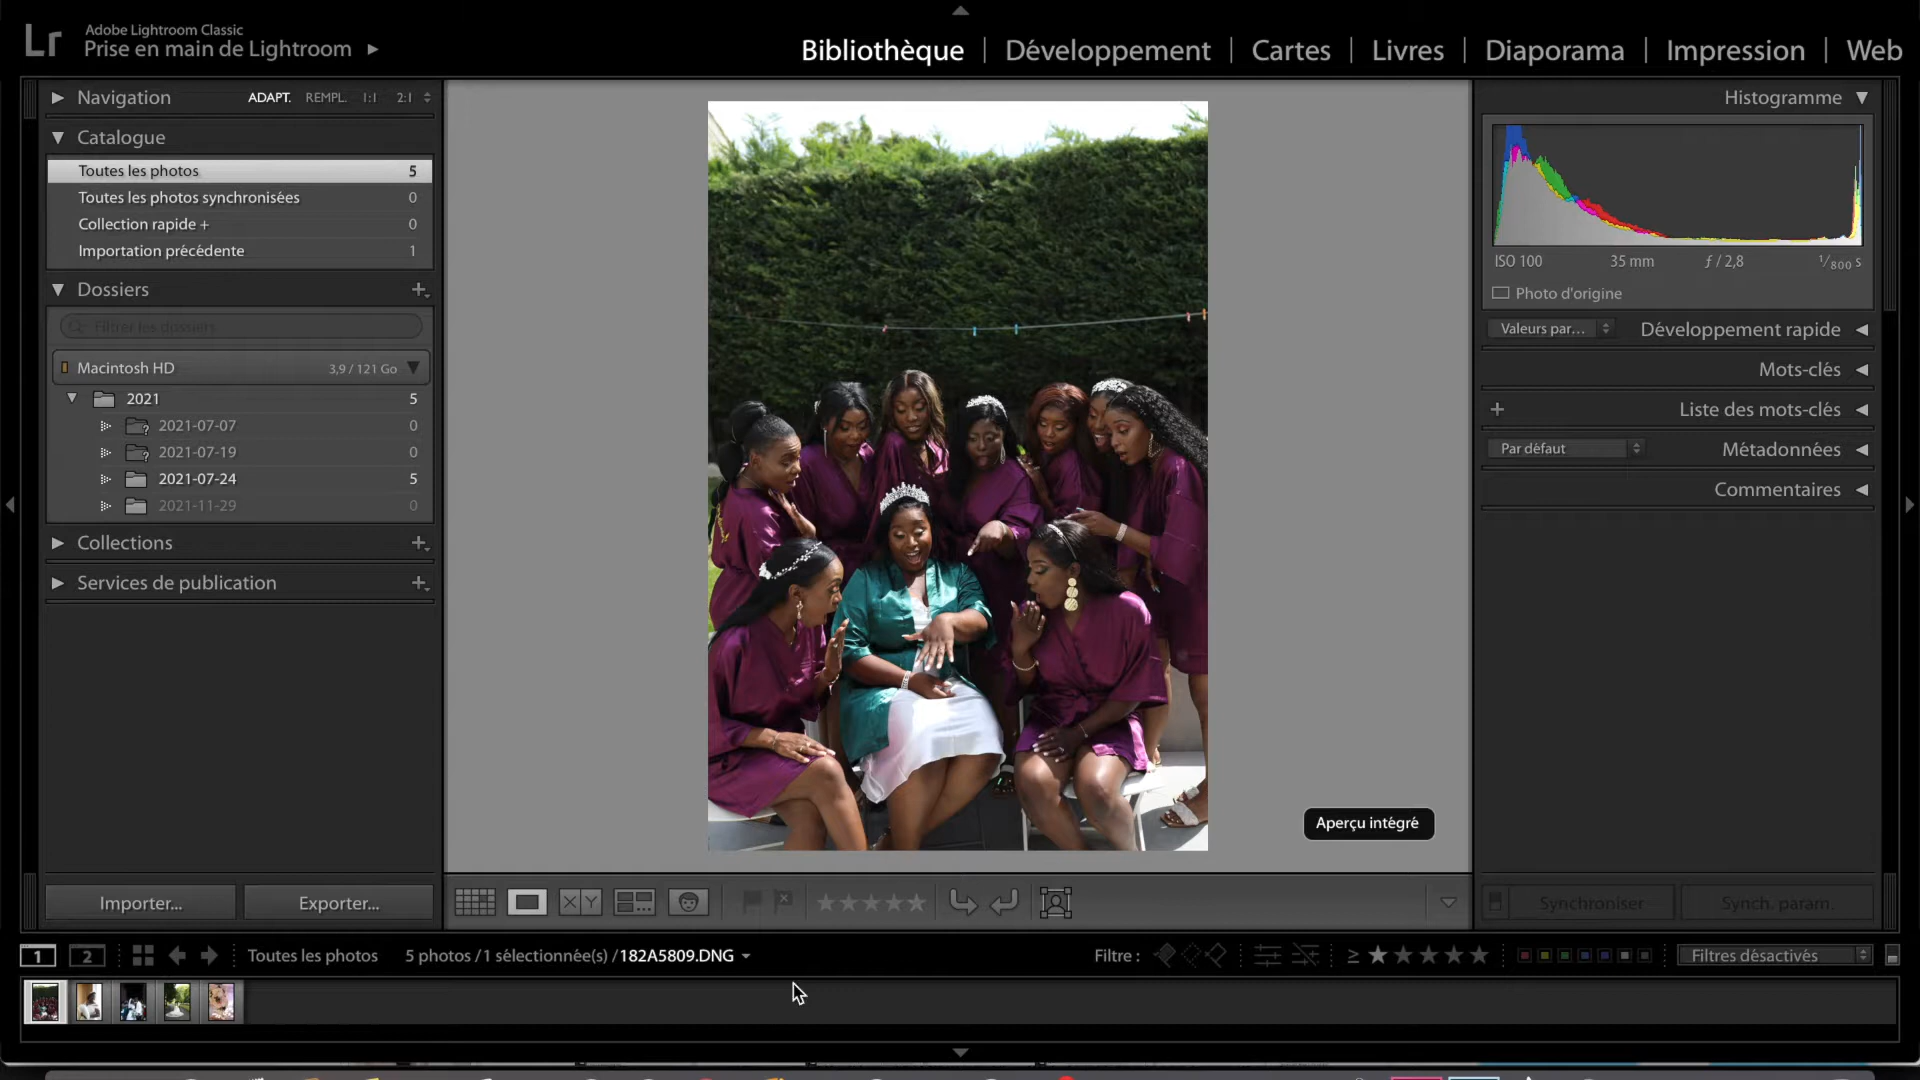 Lr
Adobe Lightroom Classic
Prise en main de Lightroom
Bibliothèque | Développement | Cartes | Livres | Diaporama | Impression | Web
Navigation ADAPT. REMPL. 1:1 2:1
Catalogue
Toutes les photos 5
Toutes les photos synchronisées 0
Collection rapide + 0
Importation précédente 1
Dossiers
Filtrer les dossiers
Macintosh HD 3,9 / 121 Go
2021 5
2021-07-07 0
2021-07-19 0
2021-07-24 5
2021-11-29 0
Collections
Services de publication
Importer... Exporter...
Aperçu intégré
X Y
Histogramme
ISO 100 35 mm ƒ / 2,8 1/800 s
Photo d'origine
Valeurs par... Développement rapide
Mots-clés
Liste des mots-clés
Par défaut Métadonnées
Commentaires
Synchroniser Synch. param.
1 2 Toutes les photos 5 photos /1 sélectionnée(s) /182A5809.DNG Filtre : ≥ Filtres désactivés